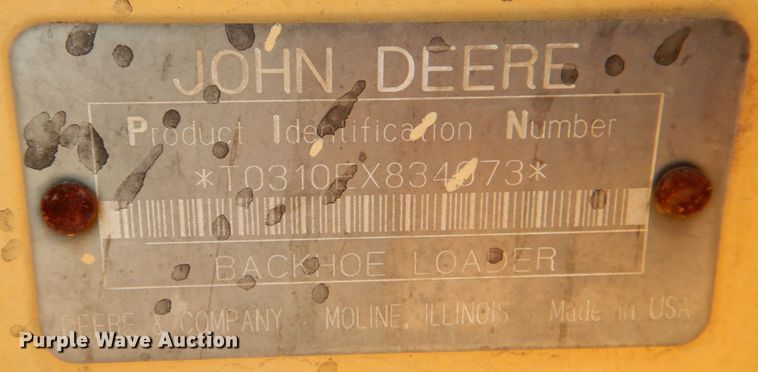 JOHN DEERE
Product Identification Number
*T0310EX834073*
BACKHOE LOADER
DEERE & COMPANY MOLINE, ILLINOIS Made in USA
Purple Wave Auction